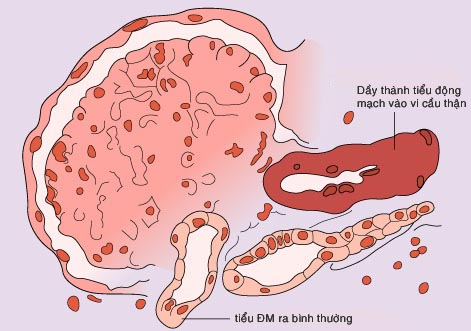 Dầy thành tiểu động
mạch vào vi cầu thận
tiểu ĐM ra bình thường